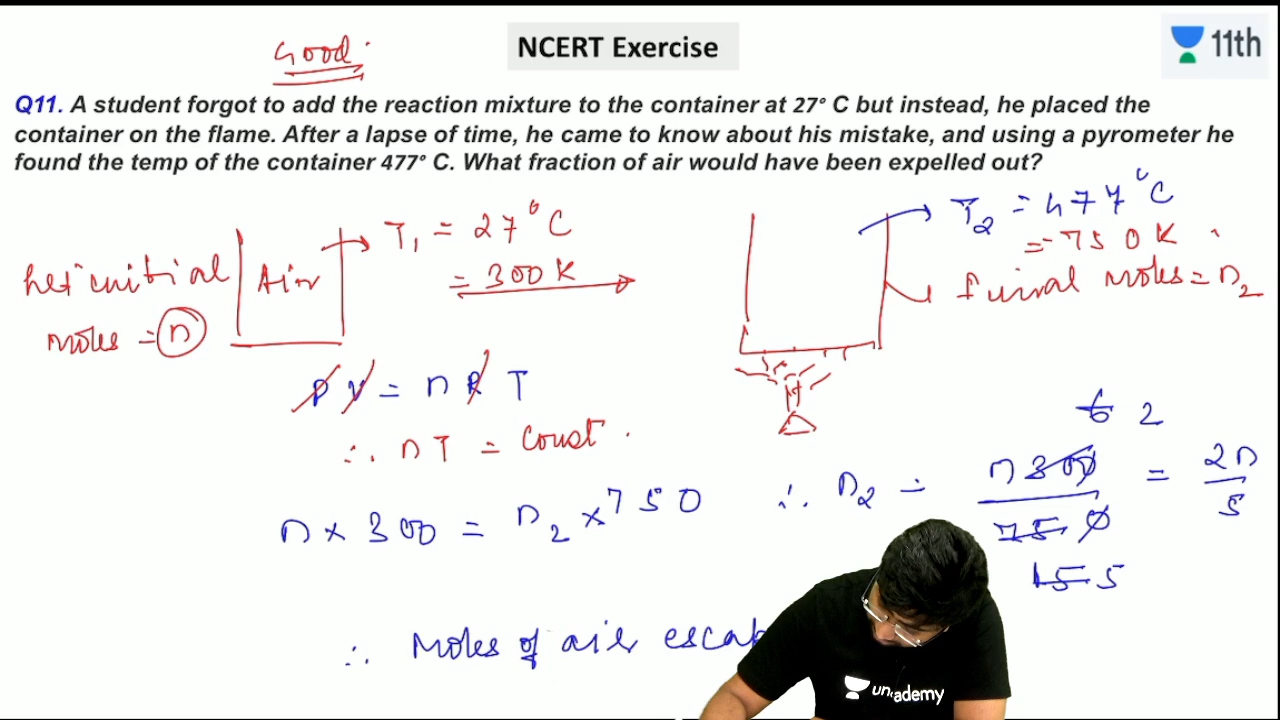 Good.
NCERT Exercise
11th
Q11. A student forgot to add the reaction mixture to the container at 27° C but instead, he placed the
container on the flame. After a lapse of time, he came to know about his mistake, and using a pyrometer he
found the temp of the container 477° C. What fraction of air would have been expelled out?
Let initial
moles = n
Air
T1 = 27°C
= 300 K
T2 = 477°C
= 750 K
final moles = n2
PV = nRT
∴ nT = const.
n × 300 = n2 × 750
∴ n2 = n300/750 = 2n/5
6 2
15 5
∴ Moles of air escap
unacademy